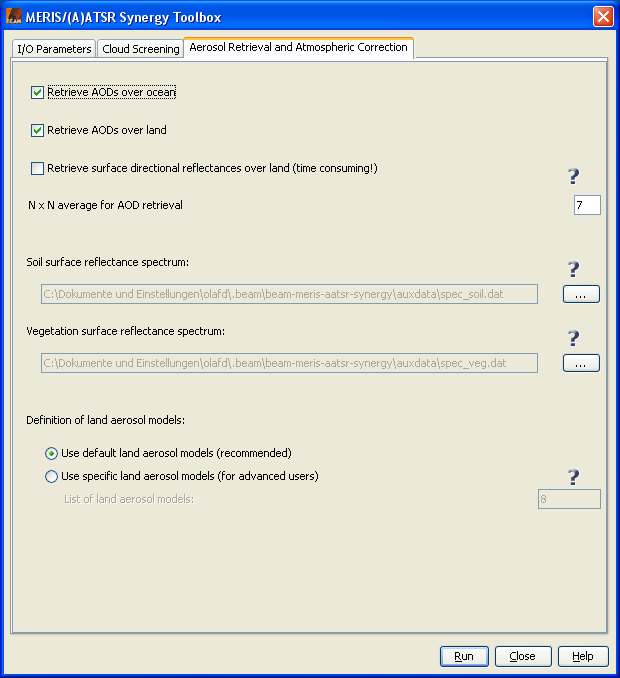 BEAM
MERIS/(A)ATSR Synergy Toolbox
I/O Parameters
Cloud Screening
Aerosol Retrieval and Atmospheric Correction
Retrieve AODs over ocean
Retrieve AODs over land
Retrieve surface directional reflectances over land (time consuming!)
?
N x N average for AOD retrieval
7
Soil surface reflectance spectrum:
?
C:\Dokumente und Einstellungen\olafd\.beam\beam-meris-aatsr-synergy\auxdata\spec_soil.dat
...
Vegetation surface reflectance spectrum:
?
C:\Dokumente und Einstellungen\olafd\.beam\beam-meris-aatsr-synergy\auxdata\spec_veg.dat
...
Definition of land aerosol models:
Use default land aerosol models (recommended)
Use specific land aerosol models (for advanced users)
?
List of land aerosol models:
8
Run
Close
Help